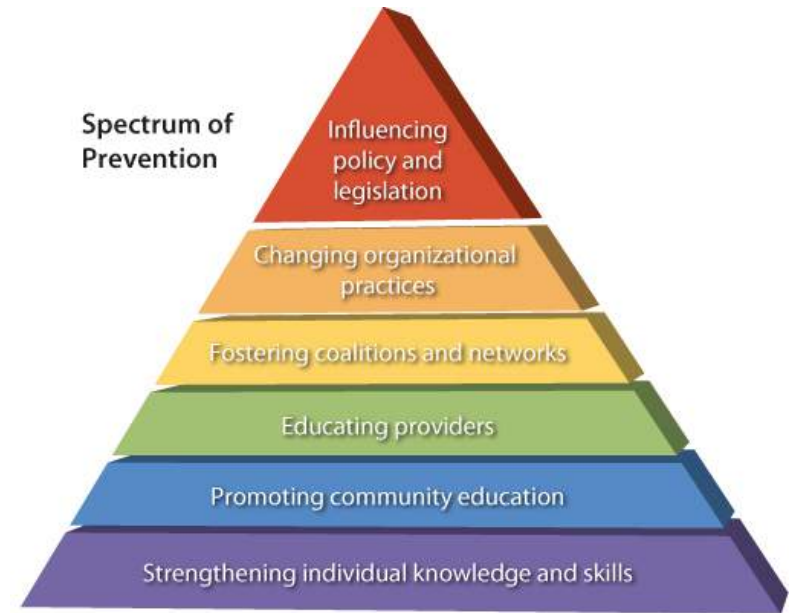 Spectrum of
Prevention
Influencing
policy and
legislation
Changing organizational
practices
Fostering coalitions and networks
Educating providers
Promoting community education
Strengthening individual knowledge and skills